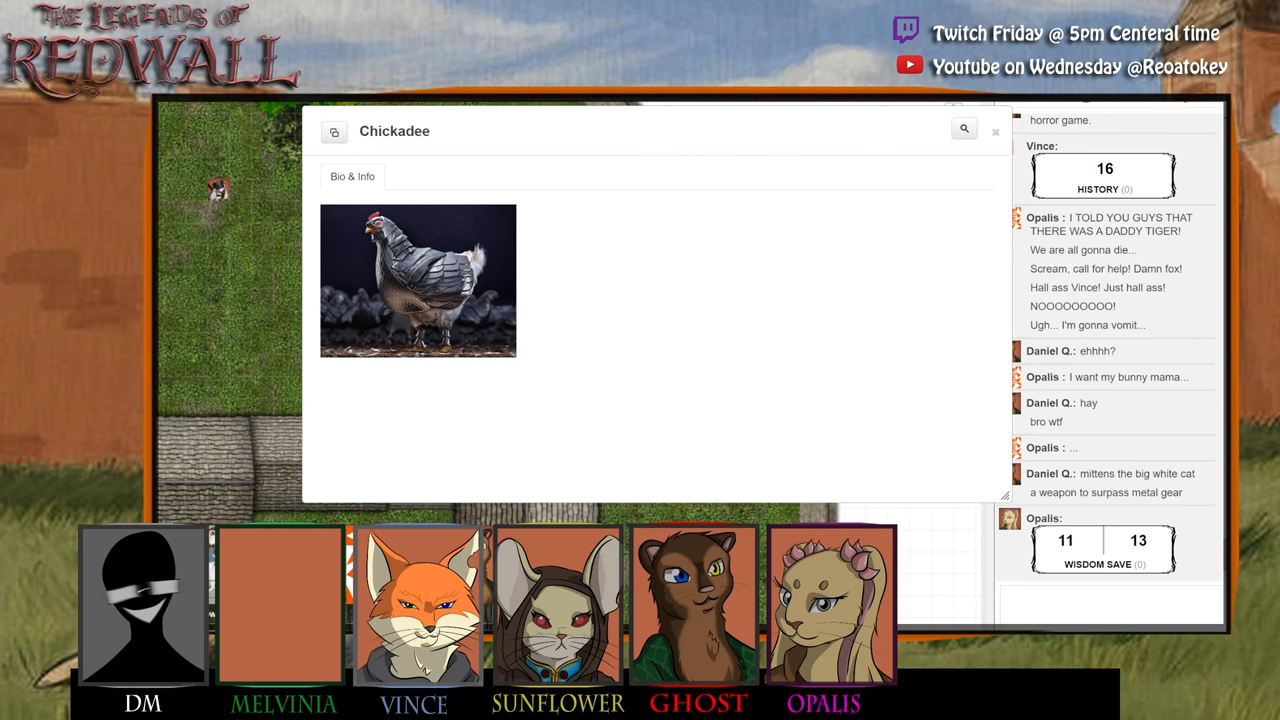 THE LEGENDS OF
REDWALL
Twitch Friday @ 5pm Centeral time
Youtube on Wednesday @Reoatokey
Chickadee
Bio & Info
horror game.
Vince:
16
HISTORY (0)
Opalis : I TOLD YOU GUYS THAT
THERE WAS A DADDY TIGER!
We are all gonna die...
Scream, call for help! Damn fox!
Hall ass Vince! Just hall ass!
NOOOOOOOOO!
Ugh... I'm gonna vomit...
Daniel Q.: ehhhh?
Opalis : I want my bunny mama...
Daniel Q.: hay
bro wtf
Opalis : ...
Daniel Q.: mittens the big white cat
a weapon to surpass metal gear
Opalis:
11 13
WISDOM SAVE (0)
DM
MELVINIA
VINCE
SUNFLOWER
GHOST
OPALIS